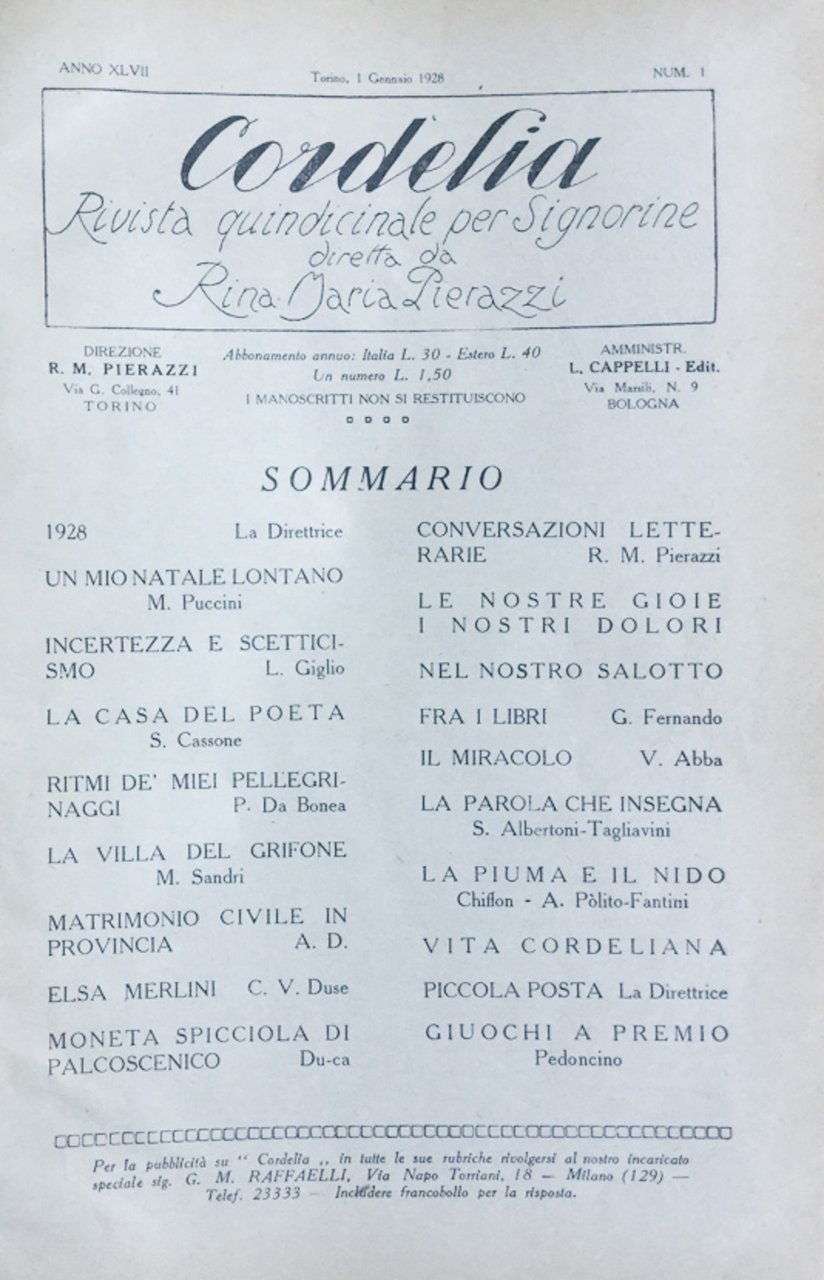 ANNO XLVII
Torino, 1 Gennaio 1928
NUM. 1
Cordelia
Rivista quindicinale per Signorine
diretta da
Rina Maria Pierazzi
DIREZIONE
R. M. PIERAZZI
Via G. Collegno, 41
TORINO
Abbonamento annuo: Italia L. 30 - Estero L. 40
Un numero L. 1,50
I MANOSCRITTI NON SI RESTITUISCONO
AMMINISTR.
L. CAPPELLI - Edit.
Via Marsili, N. 9
BOLOGNA
SOMMARIO
1928 La Direttrice
UN MIO NATALE LONTANO
M. Puccini
INCERTEZZA E SCETTICI-
SMO L. Giglio
LA CASA DEL POETA
S. Cassone
RITMI DE' MIEI PELLEGRI-
NAGGI P. Da Bonea
LA VILLA DEL GRIFONE
M. Sandri
MATRIMONIO CIVILE IN
PROVINCIA A. D.
ELSA MERLINI C. V. Duse
MONETA SPICCIOLA DI
PALCOSCENICO Du-ca
CONVERSAZIONI LETTE-
RARIE R. M. Pierazzi
LE NOSTRE GIOIE
I NOSTRI DOLORI
NEL NOSTRO SALOTTO
FRA I LIBRI G. Fernando
IL MIRACOLO V. Abba
LA PAROLA CHE INSEGNA
S. Albertoni-Tagliavini
LA PIUMA E IL NIDO
Chiffon - A. Pòlito-Fantini
VITA CORDELIANA
PICCOLA POSTA La Direttrice
GIUOCHI A PREMIO
Pedoncino
Per la pubblicità su " Cordelia „ in tutte le sue rubriche rivolgersi al nostro incaricato
speciale sig. G. M. RAFFAELLI, Via Napo Torriani, 18 — Milano (129) —
Telef. 23333 — Includere francobollo per la risposta.